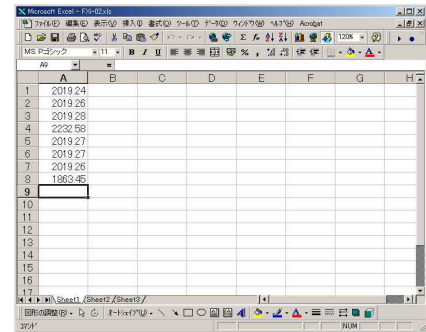 Microsoft Excel - FXi-02.xls
ファイル(F) 編集(E) 表示(V) 挿入(I) 書式(O) ツール(T) データ(D) ウィンドウ(W) ヘルプ(H) Acrobat
MS Pゴシック 11 B I U % , 120%
A9 =
A B C D E F G H
1 2019.24
2 2019.26
3 2019.28
4 2232.58
5 2019.27
6 2019.27
7 2019.26
8 1863.45
9
10
11
12
13
14
15
16
17
Sheet1 Sheet2 Sheet3
図形の調整(R) オートシェイプ(U)
コマンド NUM